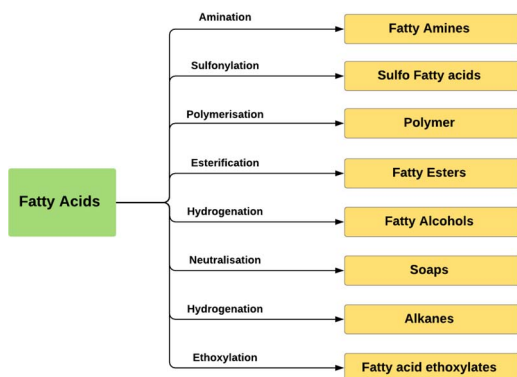 Amination
Fatty Amines
Sulfonylation
Sulfo Fatty acids
Polymerisation
Polymer
Esterification
Fatty Esters
Fatty Acids
Hydrogenation
Fatty Alcohols
Neutralisation
Soaps
Hydrogenation
Alkanes
Ethoxylation
Fatty acid ethoxylates